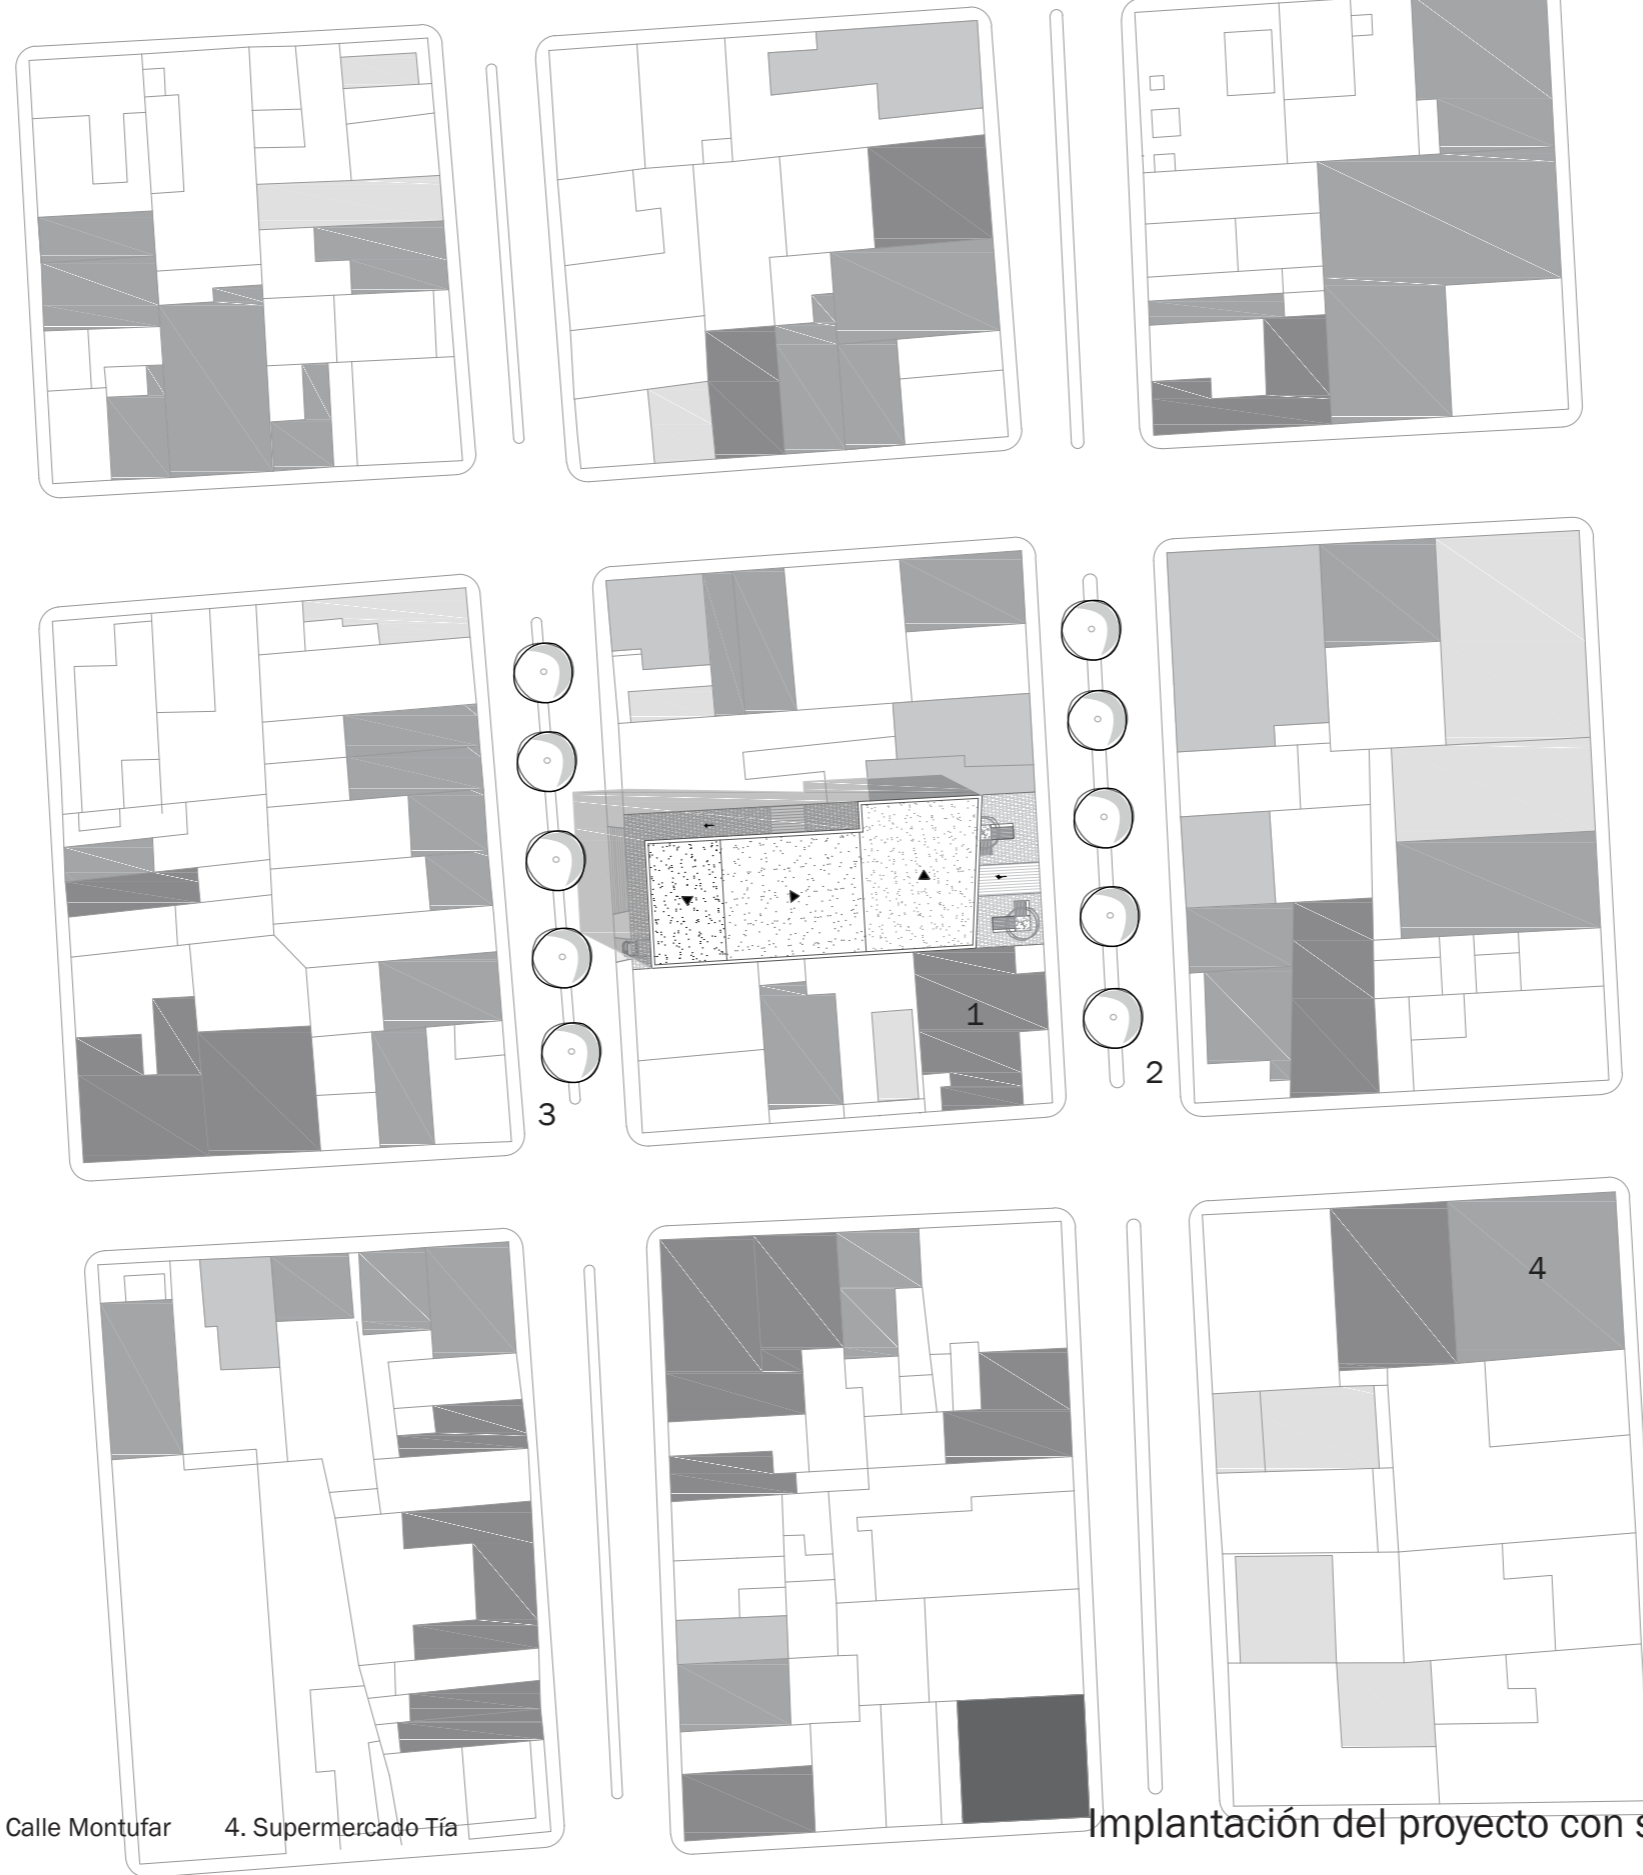 1
2
3
4
Calle Montufar 4. Supermercado Tía
Implantación del proyecto con s